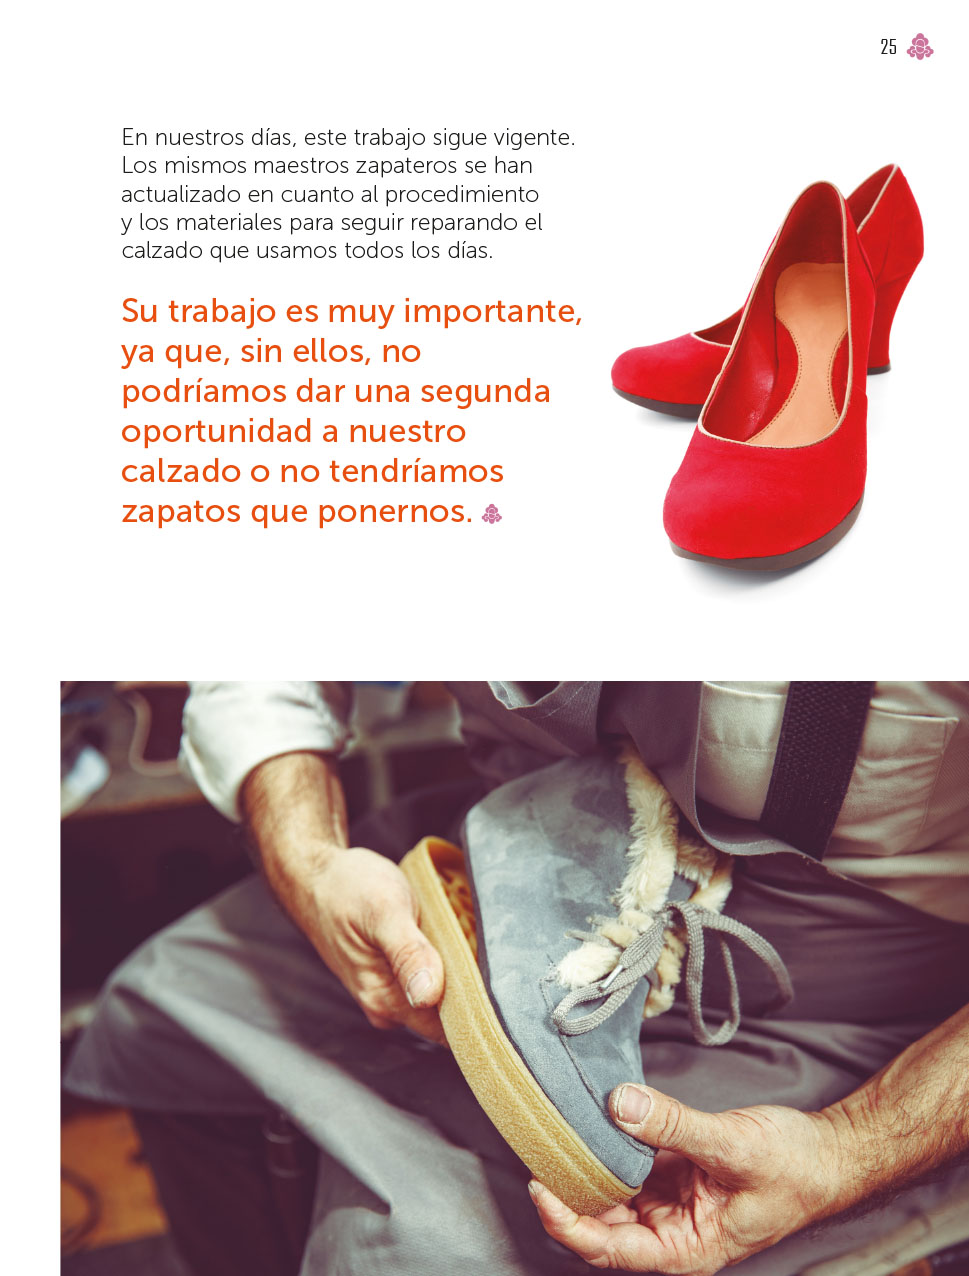 25
En nuestros días, este trabajo sigue vigente.
Los mismos maestros zapateros se han
actualizado en cuanto al procedimiento
y los materiales para seguir reparando el
calzado que usamos todos los días.
Su trabajo es muy importante,
ya que, sin ellos, no
podríamos dar una segunda
oportunidad a nuestro
calzado o no tendríamos
zapatos que ponernos.